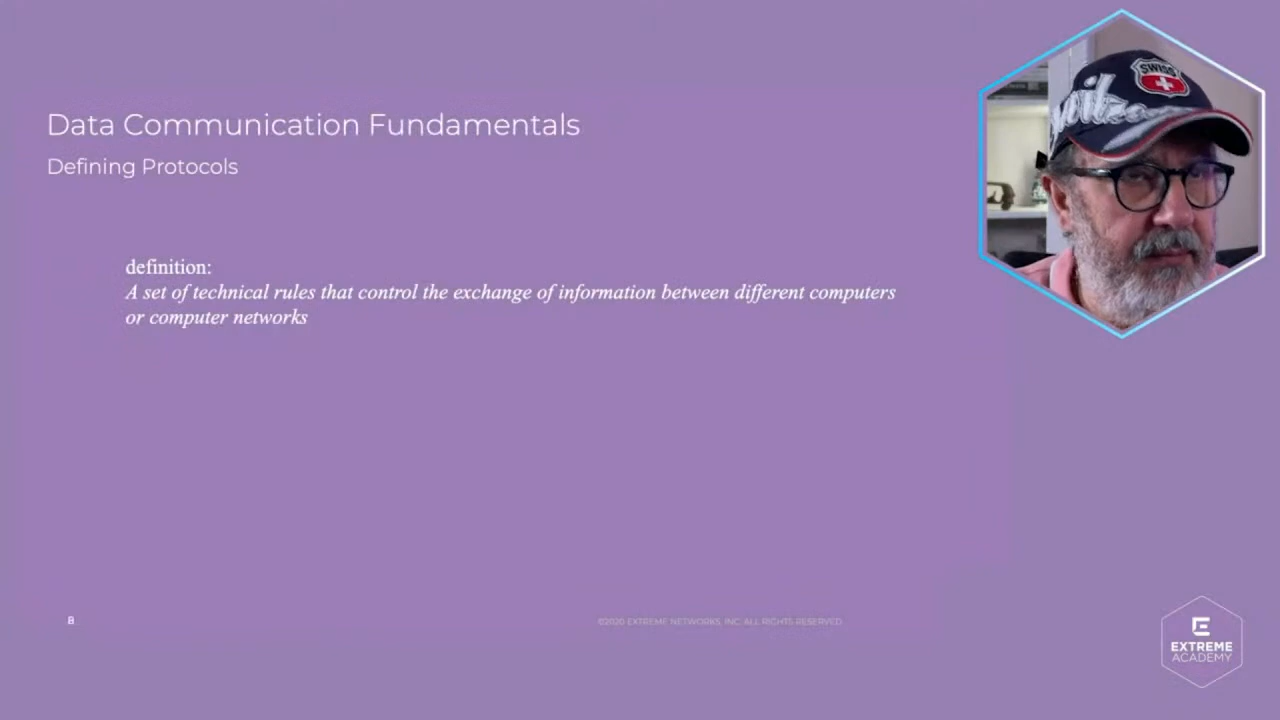 Data Communication Fundamentals
Defining Protocols
SWISS
definition:
A set of technical rules that control the exchange of information between different computers
or computer networks
8
©2020 EXTREME NETWORKS, INC. ALL RIGHTS RESERVED.
EXTREME
ACADEMY